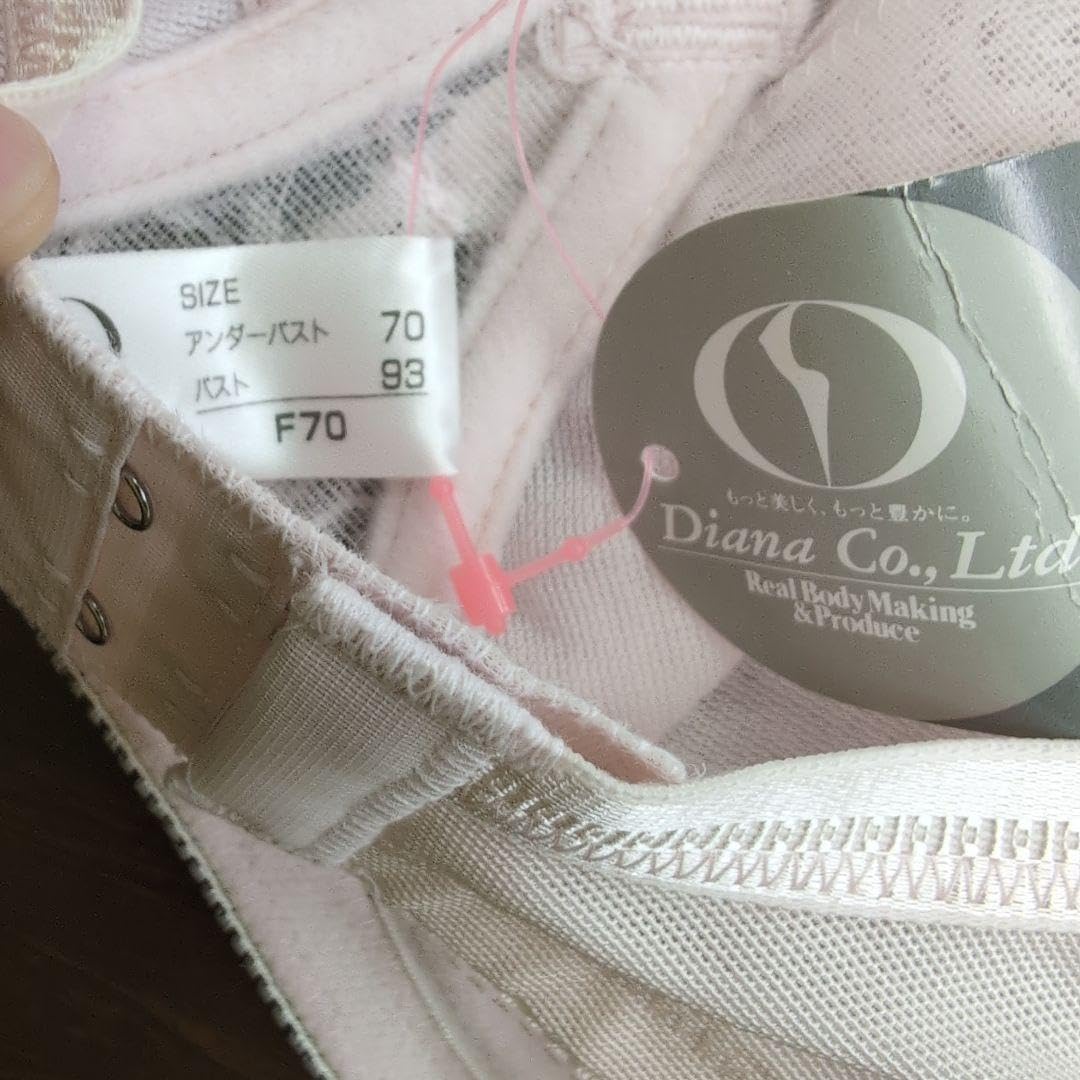 SIZE
アンダーバスト 70
バスト 93
F70
もっと美しく、もっと豊かに。
Diana Co., Ltd
Real Body Making
& Produce